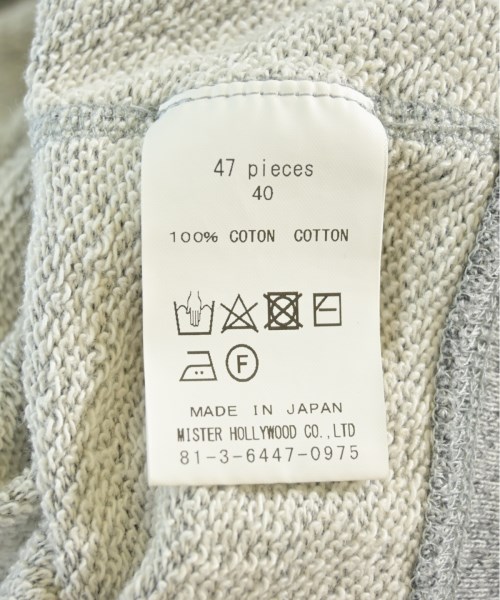 47 pieces
40
100% COTON COTTON
F
MADE IN JAPAN
MISTER HOLLYWOOD CO.,LTD
81-3-6447-0975